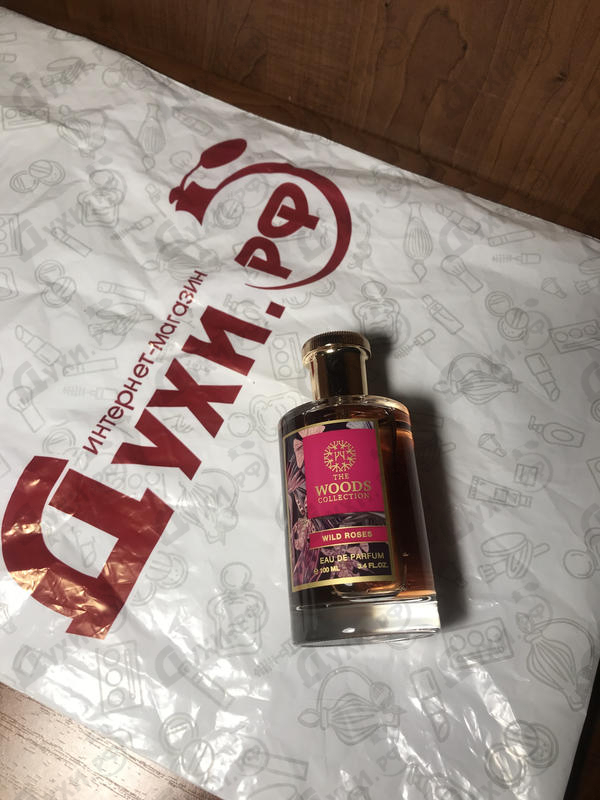 интернет-магазин
Духи.РФ
THE
WOODS
COLLECTION
WILD ROSES
EAU DE PARFUM
℮ 100 ML 3.4 FL.OZ.